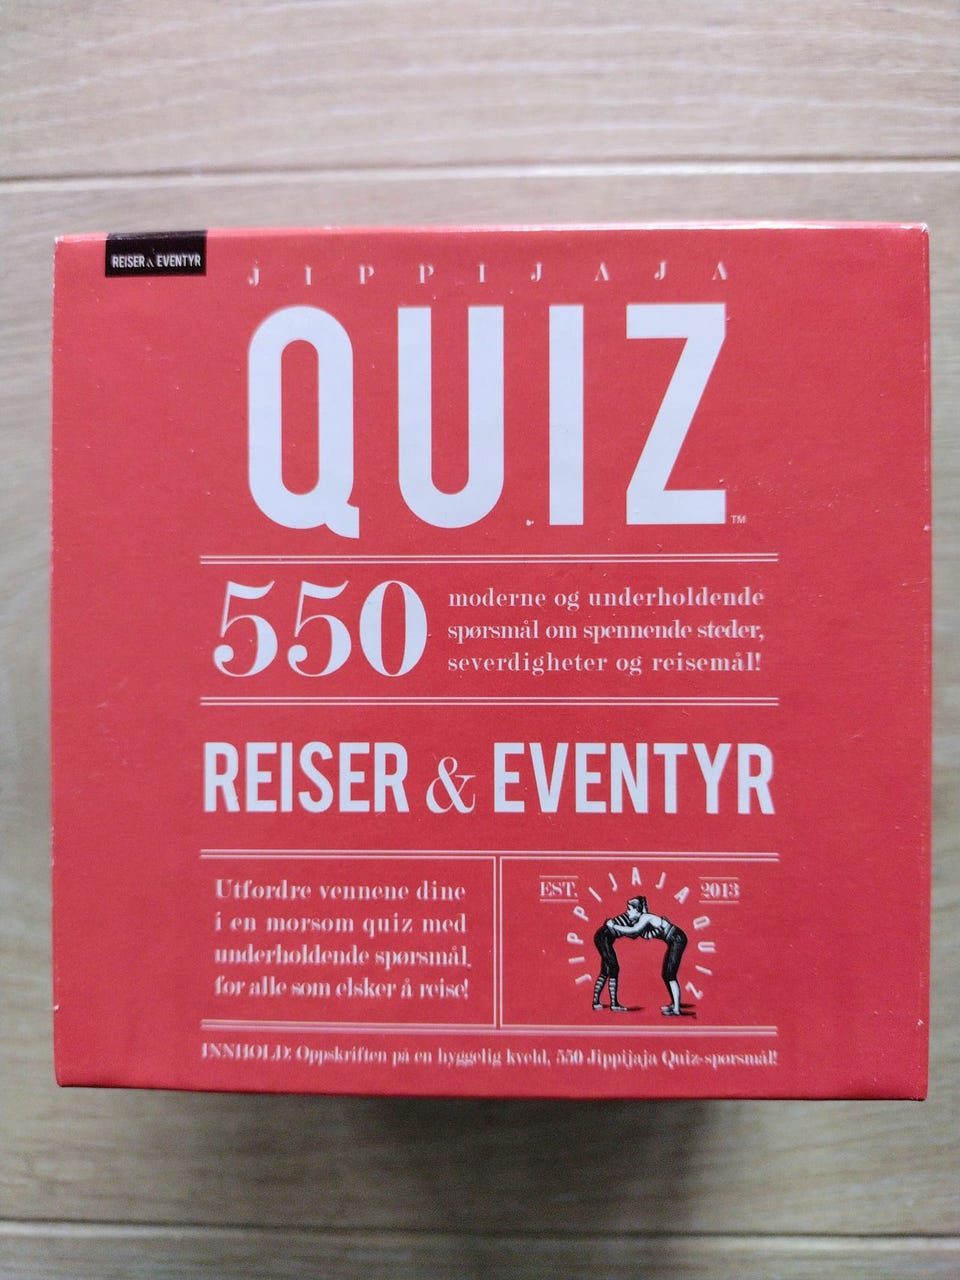 REISER & EVENTYR
JIPPIJAJA
QUIZ™
550
moderne og underholdende
spørsmål om spennende steder,
severdigheter og reisemål!
REISER & EVENTYR
Utfordre vennene dine
i en morsom quiz med
underholdende spørsmål,
for alle som elsker å reise!
EST. 2013
JIPPIJAJA QUIZ
INNHOLD: Oppskriften på en hyggelig kveld, 550 Jippijaja Quiz-spørsmål!